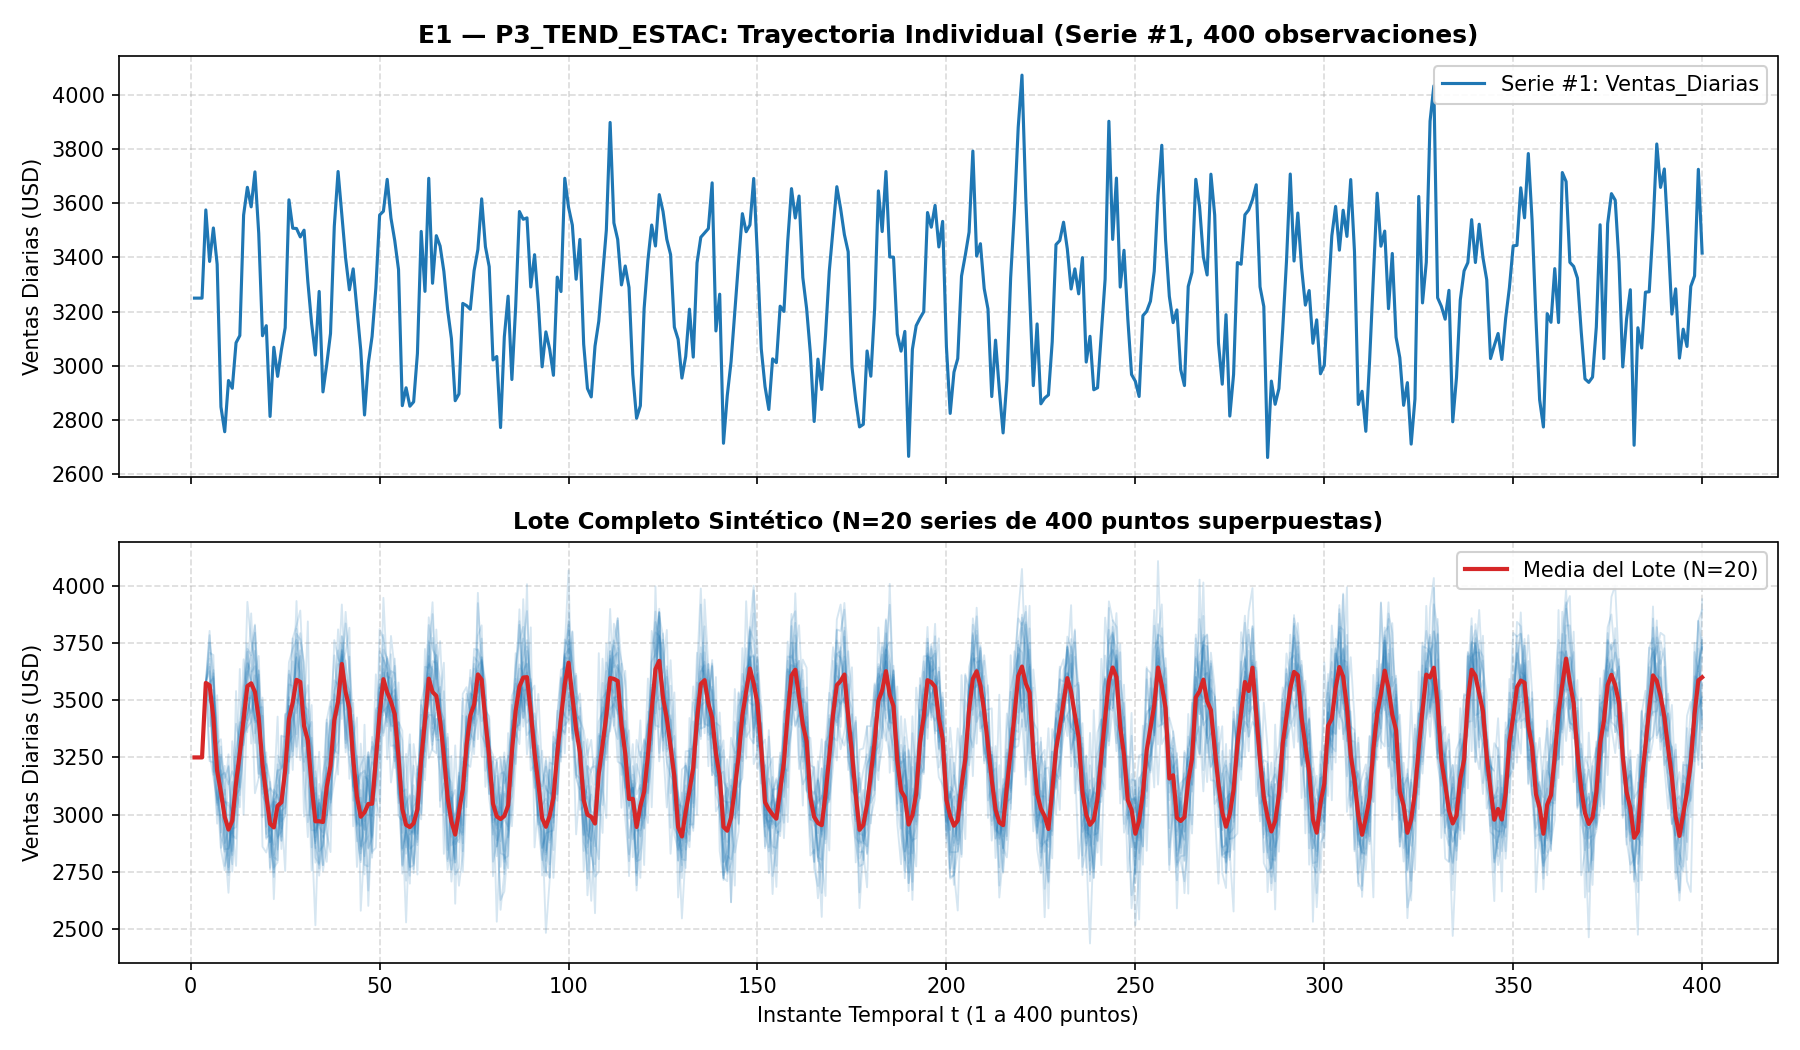 E1 — P3_TEND_ESTAC: Trayectoria Individual (Serie #1, 400 observaciones)
Ventas Diarias (USD)
4000
3800
3600
3400
3200
3000
2800
2600
Serie #1: Ventas_Diarias
Lote Completo Sintético (N=20 series de 400 puntos superpuestas)
Ventas Diarias (USD)
4000
3750
3500
3250
3000
2750
2500
Media del Lote (N=20)
0 50 100 150 200 250 300 350 400
Instante Temporal t (1 a 400 puntos)